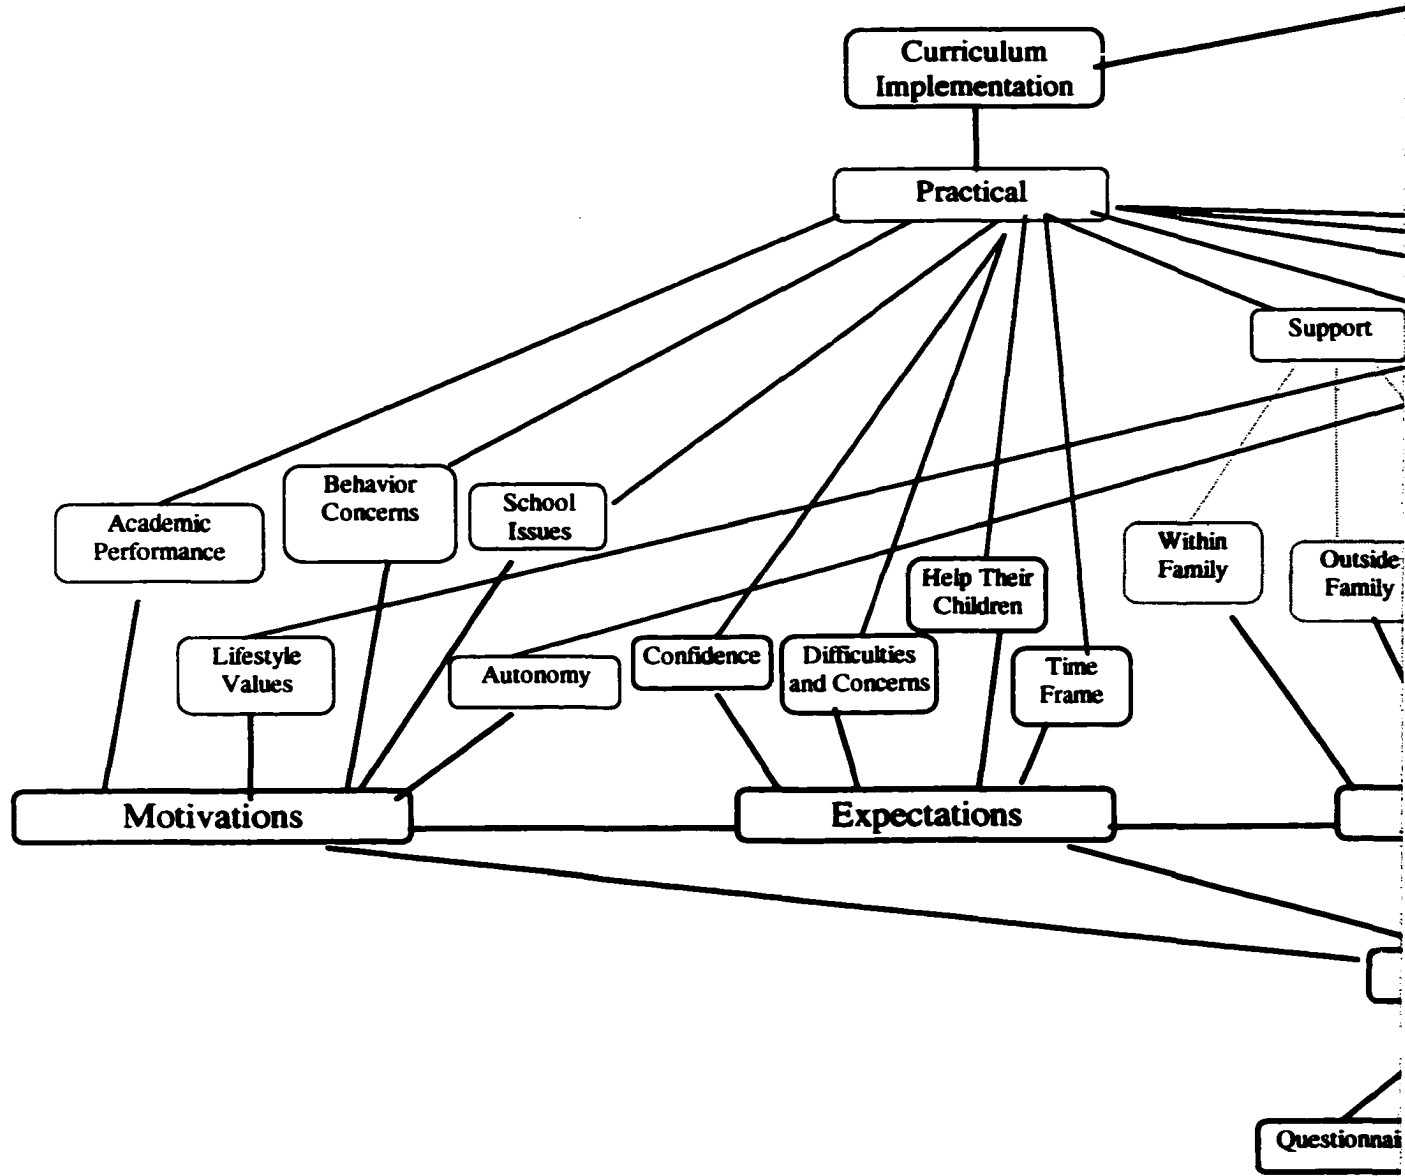 Curriculum
Implementation
Practical
Support
Behavior
Concerns
School
Issues
Academic
Performance
Within
Family
Outside
Family
Help Their
Children
Lifestyle
Values
Autonomy
Confidence
Difficulties
and Concerns
Time
Frame
Motivations
Expectations
Questionnai